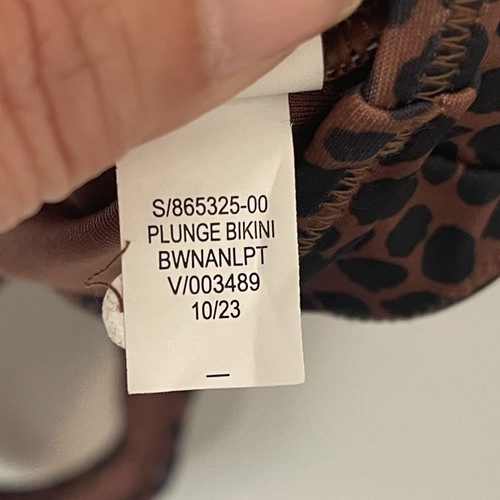 S/865325-00
PLUNGE BIKINI
BWNANLPT
V/003489
10/23